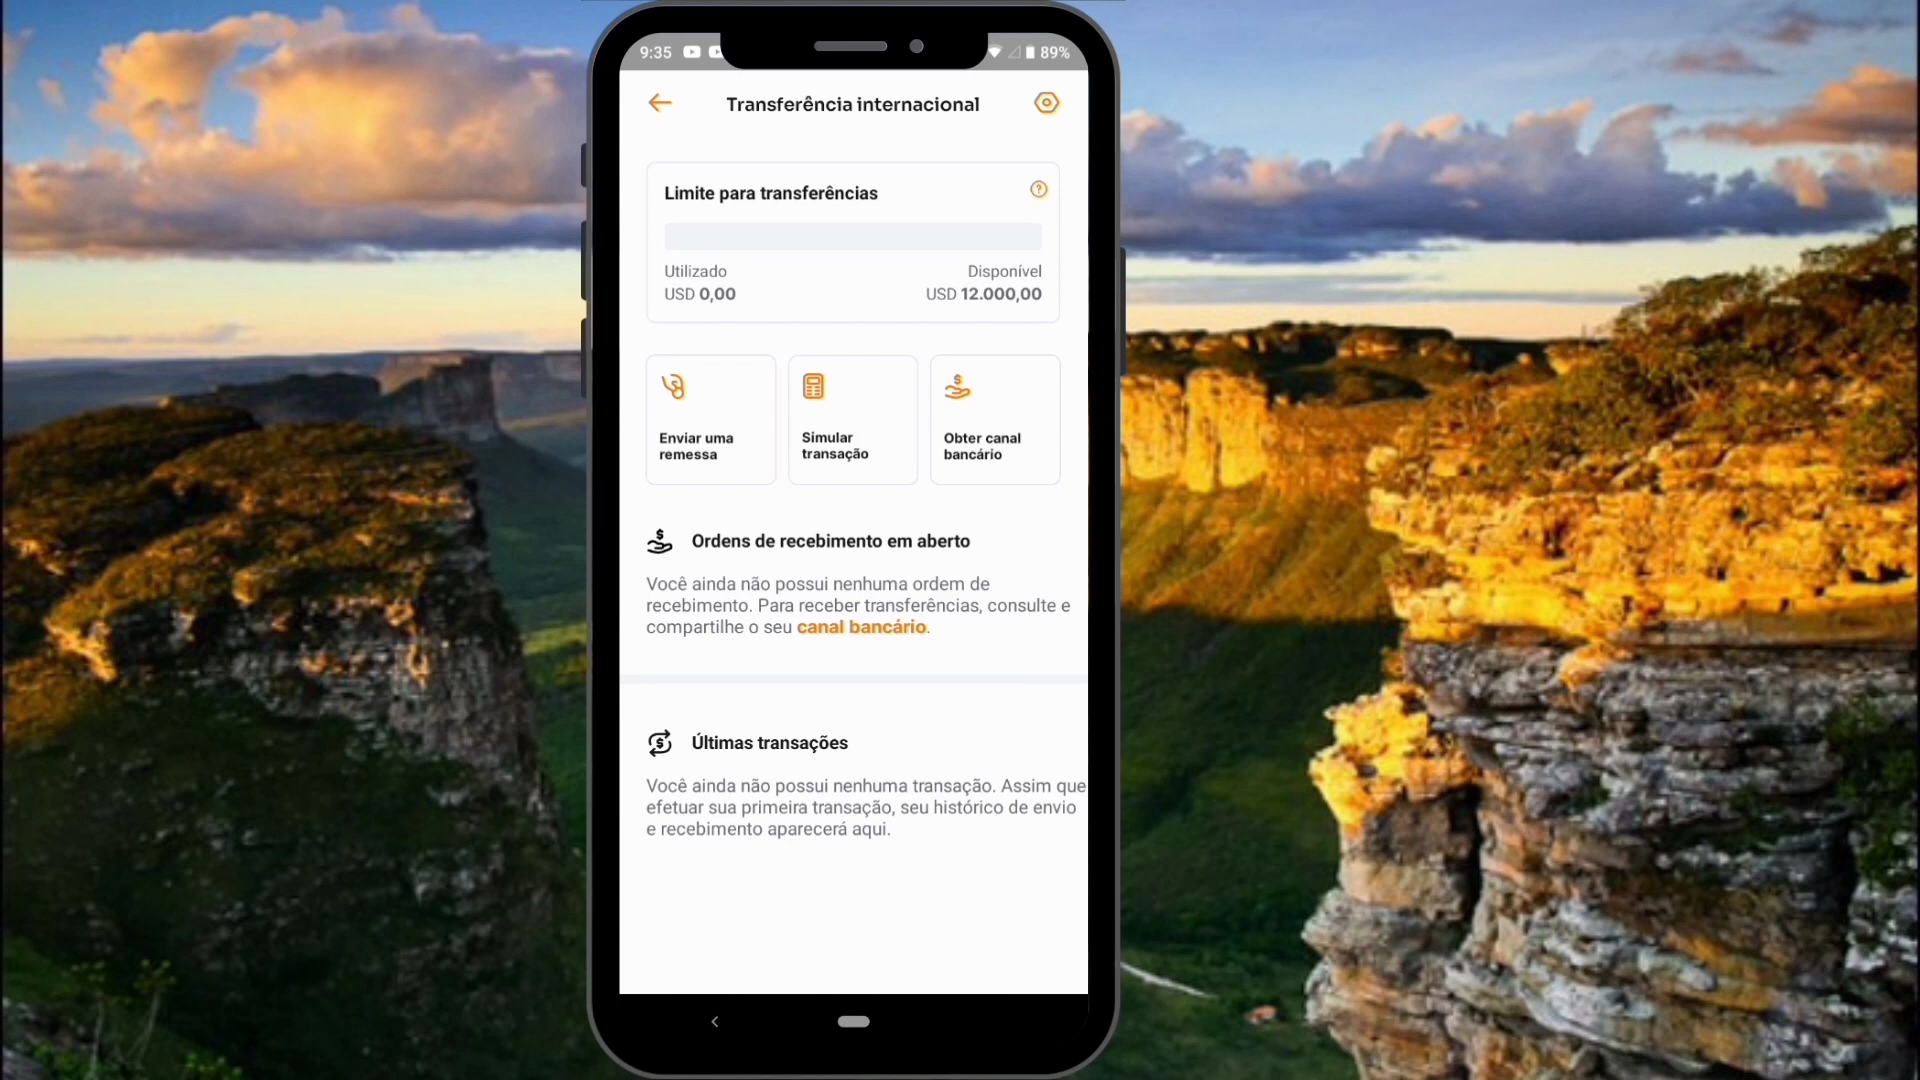 9:35
89%
Transferência internacional
Limite para transferências
Utilizado
Disponível
USD 0,00
USD 12.000,00
Enviar uma
remessa
Simular
transação
Obter canal
bancário
Ordens de recebimento em aberto
Você ainda não possui nenhuma ordem de
recebimento. Para receber transferências, consulte e
compartilhe o seu canal bancário.
Últimas transações
Você ainda não possui nenhuma transação. Assim que
efetuar sua primeira transação, seu histórico de envio
e recebimento aparecerá aqui.